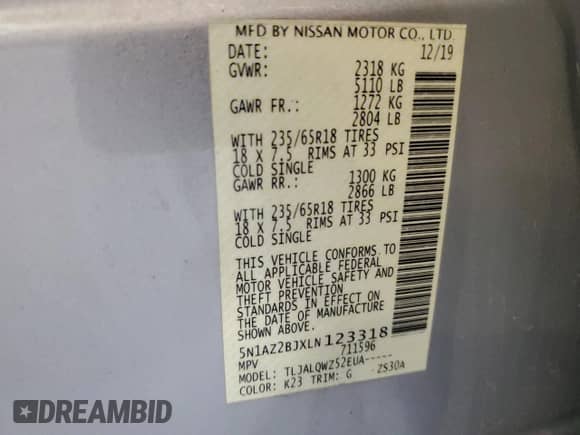 MFD BY NISSAN MOTOR CO., LTD.
DATE: 12/19
GVWR: 2318 KG
5110 LB
GAWR FR.: 1272 KG
2804 LB
WITH 235/65R18 TIRES
18 X 7.5 RIMS AT 33 PSI
COLD SINGLE
GAWR RR.: 1300 KG
2866 LB
WITH 235/65R18 TIRES
18 X 7.5 RIMS AT 33 PSI
COLD SINGLE
THIS VEHICLE CONFORMS TO
ALL APPLICABLE FEDERAL
MOTOR VEHICLE SAFETY AND
THEFT PREVENTION
STANDARDS IN EFFECT ON
THE DATE OF MANUFACTURE
SHOWN ABOVE.
5N1AZ2BJXLN123318
MPV 711596
MODEL: TLJALQWZ52EUA-----
COLOR: K23 TRIM: G ZS30A
DREAMBID